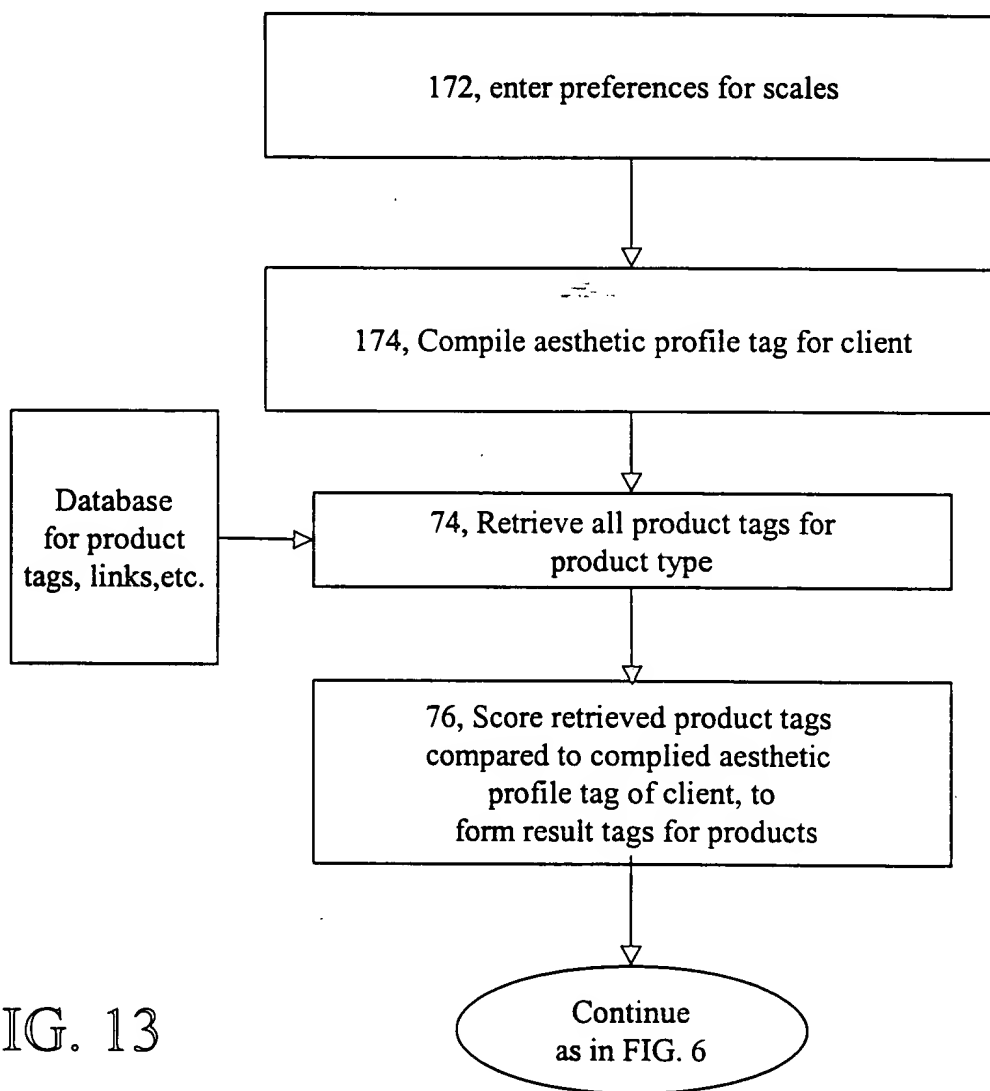 172, enter preferences for scales
174, Compile aesthetic profile tag for client
Database
for product
tags, links,etc.
74, Retrieve all product tags for
product type
76, Score retrieved product tags
compared to complied aesthetic
profile tag of client, to
form result tags for products
Continue
as in FIG. 6
IG. 13